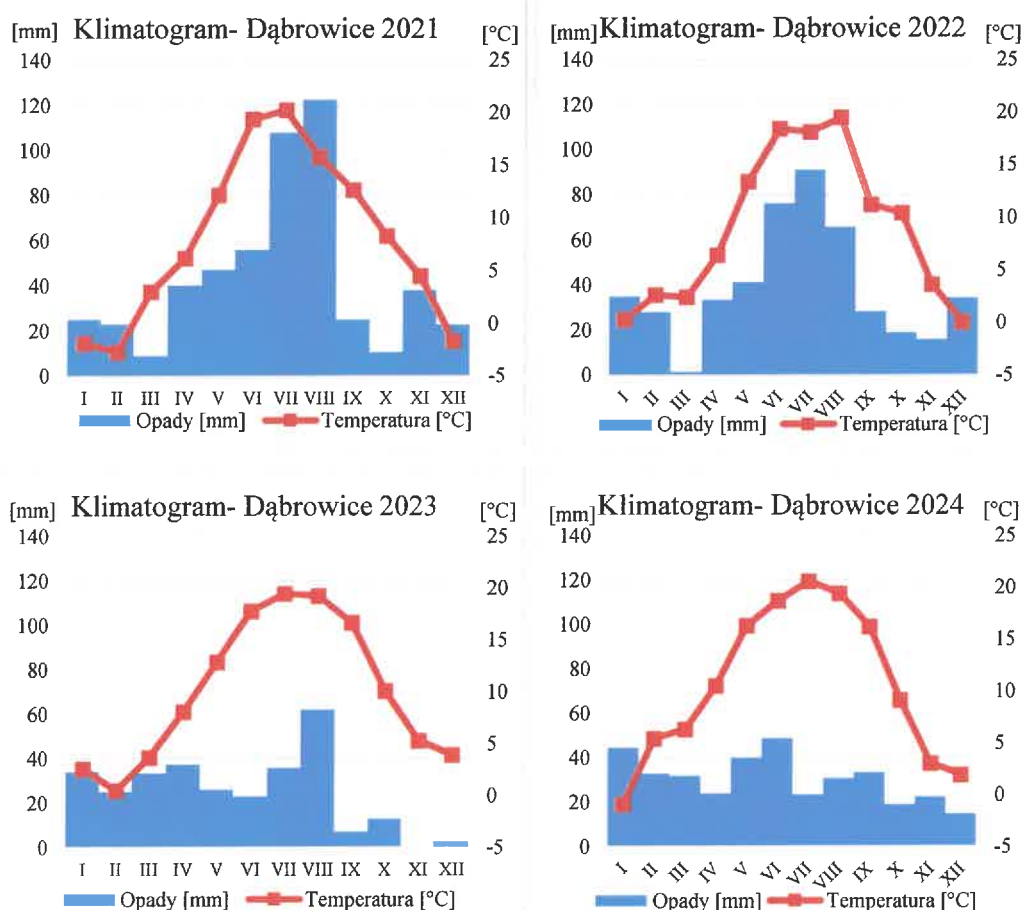 [mm] Klimatogram- Dąbrowice 2021 [°C]
140 25
120 20
100 15
80 10
60 5
40 0
20 -5
0
I II III IV V VI VII VIII IX X XI XII
Opady [mm] Temperatura [°C]
[mm] Klimatogram- Dąbrowice 2022 [°C]
140 25
120 20
100 15
80 10
60 5
40 0
20 -5
0
I II III IV V VI VII VIII IX X XI XII
Opady [mm] Temperatura [°C]
[mm] Klimatogram- Dąbrowice 2023 [°C]
140 25
120 20
100 15
80 10
60 5
40 0
20 -5
0
I II III IV V VI VII VIII IX X XI XII
Opady [mm] Temperatura [°C]
[mm] Klimatogram- Dąbrowice 2024 [°C]
140 25
120 20
100 15
80 10
60 5
40 0
20 -5
0
I II III IV V VI VII VIII IX X XI XII
Opady [mm] Temperatura [°C]